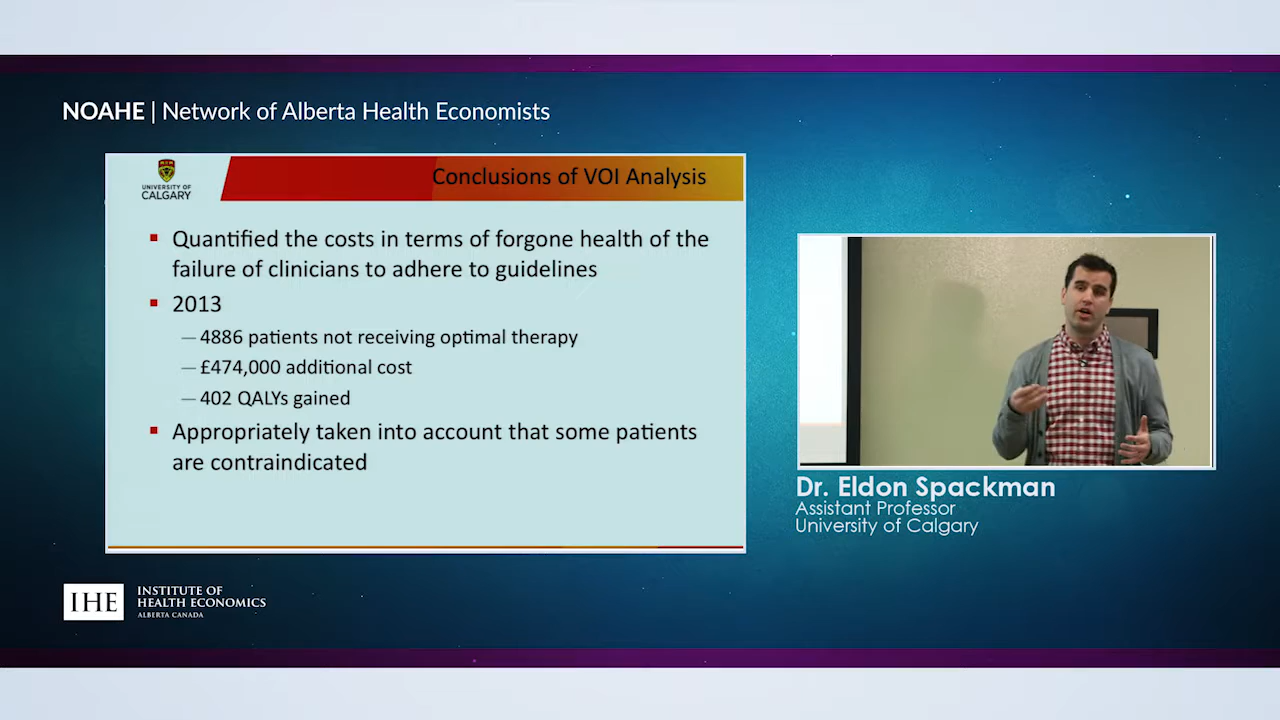 NOAHE | Network of Alberta Health Economists
UNIVERSITY OF
CALGARY
Conclusions of VOI Analysis
▪ Quantified the costs in terms of forgone health of the
failure of clinicians to adhere to guidelines
▪ 2013
— 4886 patients not receiving optimal therapy
— £474,000 additional cost
— 402 QALYs gained
▪ Appropriately taken into account that some patients
are contraindicated
Dr. Eldon Spackman
Assistant Professor
University of Calgary
IHE
INSTITUTE OF
HEALTH ECONOMICS
ALBERTA CANADA